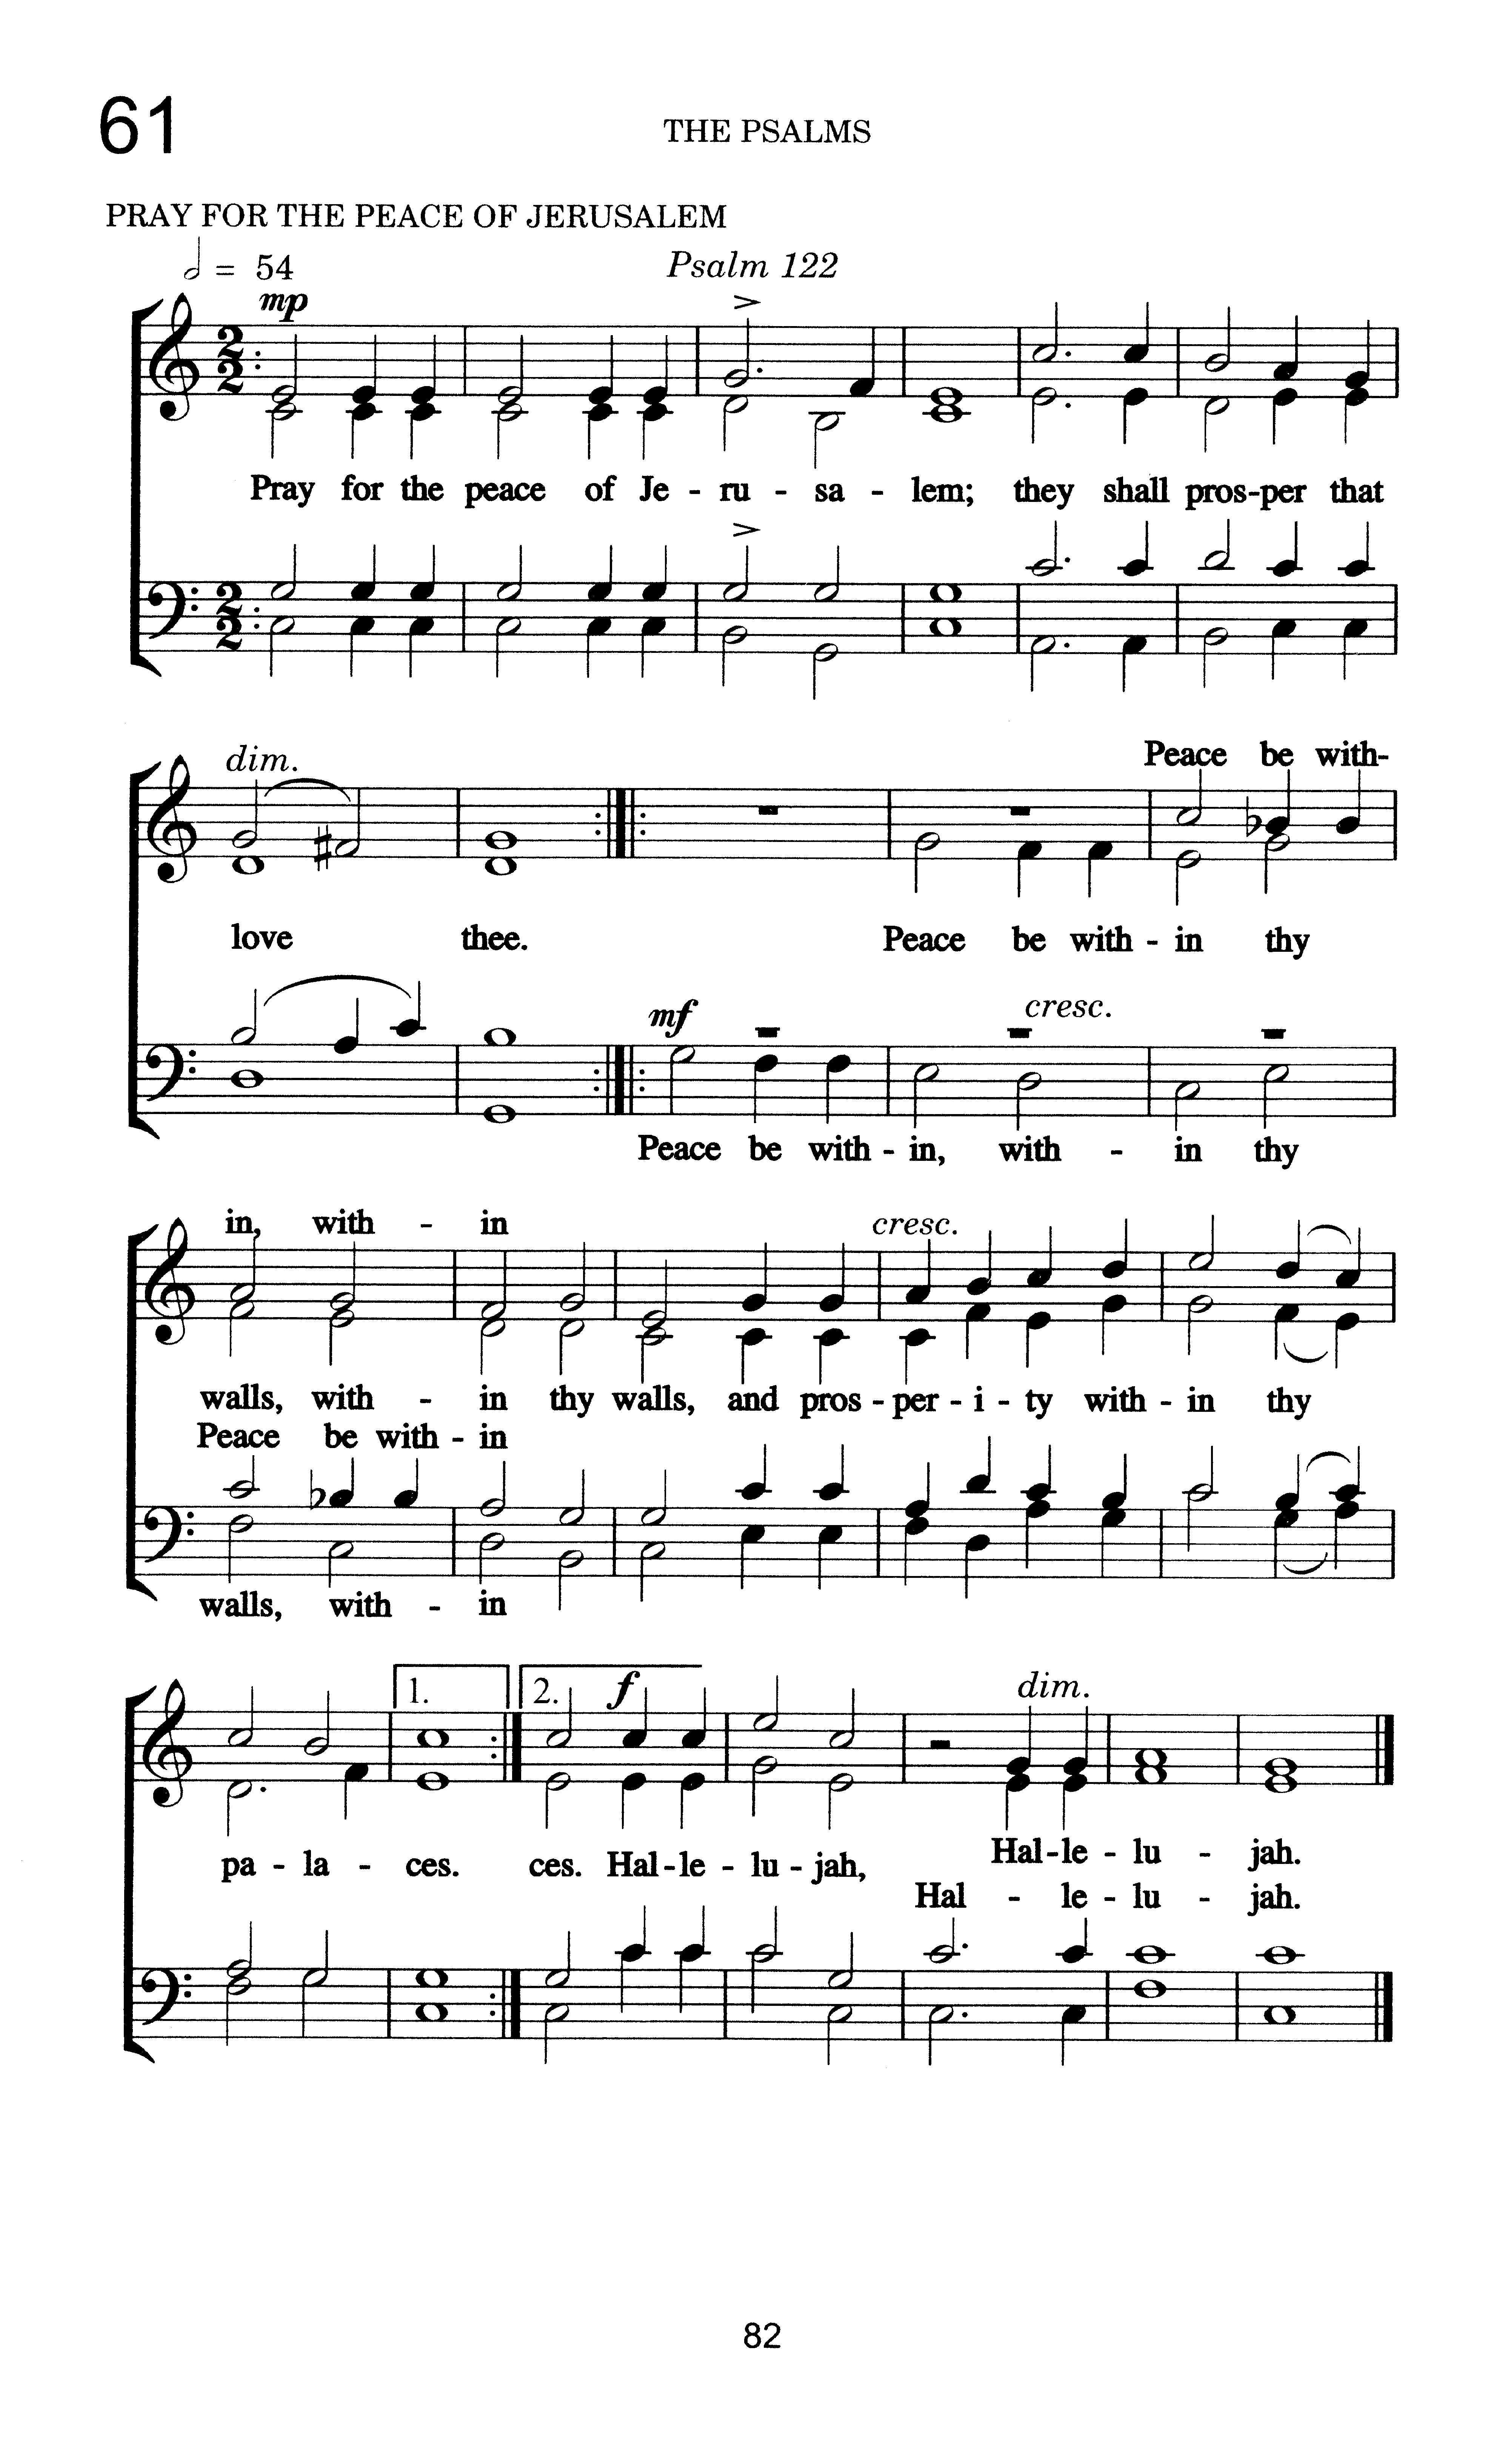 61
THE PSALMS
PRAY FOR THE PEACE OF JERUSALEM
= 54
Psalm 122
mp
2 2
Pray for the peace of Je - ru - sa - lem; they shall pros-per that
2 2
dim.
Peace be with-
love thee. Peace be with - in thy
mf
cresc.
Peace be with - in, with - in thy
in, with - in
cresc.
walls, with - in thy walls, and pros - per - i - ty with - in thy
Peace be with - in
walls, with - in
1. 2. f
dim.
pa - la - ces. ces. Hal - le - lu - jah, Hal - le - lu - jah.
Hal - le - lu - jah.
82